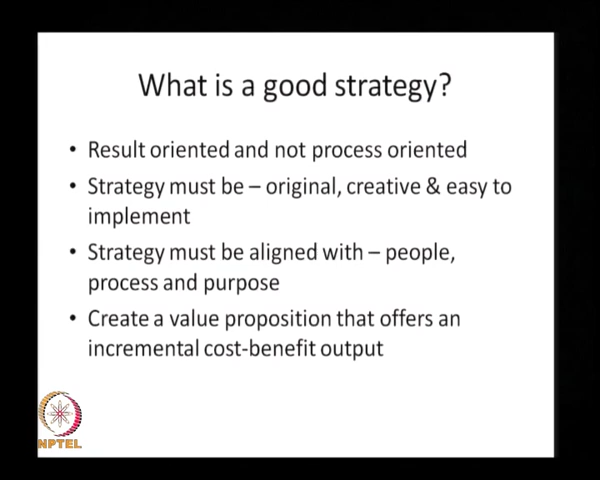 What is a good strategy?
• Result oriented and not process oriented
• Strategy must be – original, creative & easy to
implement
• Strategy must be aligned with – people,
process and purpose
• Create a value proposition that offers an
incremental cost-benefit output
NPTEL